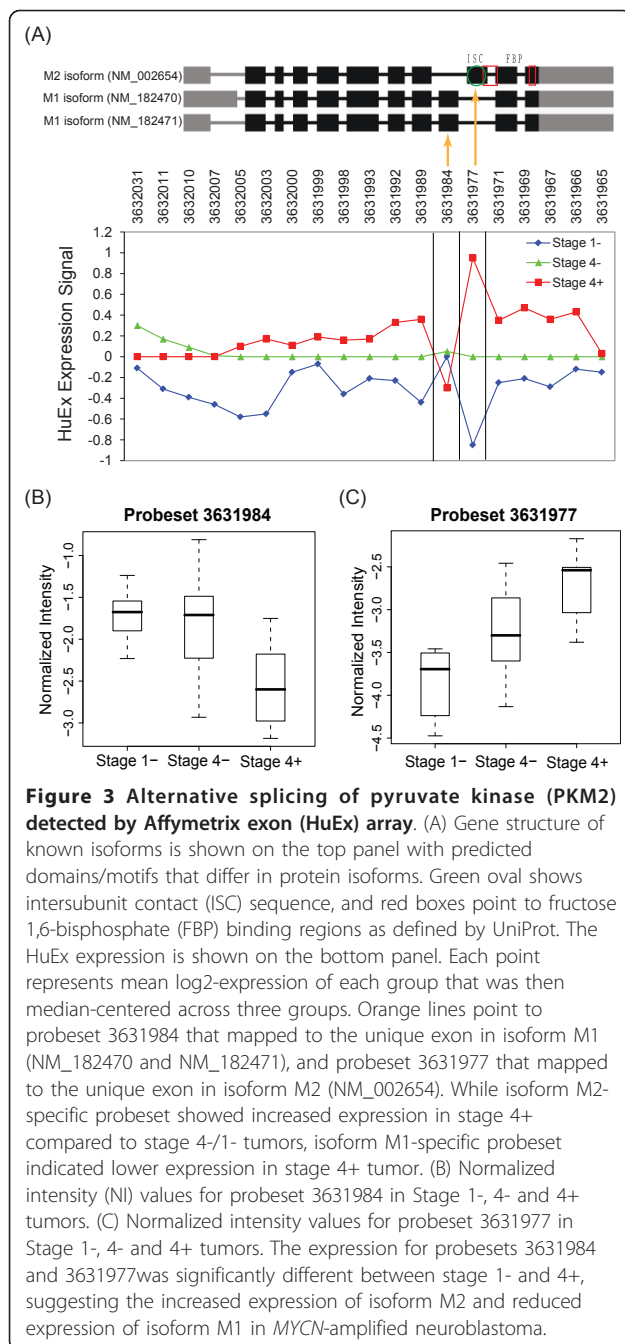 (A)
ISC FBP
M2 isoform (NM_002654)
M1 isoform (NM_182470)
M1 isoform (NM_182471)
3632031 3632011 3632010 3632007 3632005 3632003 3632000 3631999 3631998 3631993 3631992 3631989 3631984 3631977 3631971 3631969 3631967 3631966 3631965
HuEx Expression Signal
1.2
1
0.8
0.6
0.4
0.2
0
-0.2
-0.4
-0.6
-0.8
-1
Stage 1-
Stage 4-
Stage 4+
(B)
Probeset 3631984
Normalized Intensity
-1.0
-1.5
-2.0
-2.5
-3.0
Stage 1− Stage 4− Stage 4+
(C)
Probeset 3631977
Normalized Intensity
-2.5
-3.0
-3.5
-4.0
-4.5
Stage 1− Stage 4− Stage 4+
Figure 3 Alternative splicing of pyruvate kinase (PKM2)
detected by Affymetrix exon (HuEx) array. (A) Gene structure of
known isoforms is shown on the top panel with predicted
domains/motifs that differ in protein isoforms. Green oval shows
intersubunit contact (ISC) sequence, and red boxes point to fructose
1,6-bisphosphate (FBP) binding regions as defined by UniProt. The
HuEx expression is shown on the bottom panel. Each point
represents mean log2-expression of each group that was then
median-centered across three groups. Orange lines point to
probeset 3631984 that mapped to the unique exon in isoform M1
(NM_182470 and NM_182471), and probeset 3631977 that mapped
to the unique exon in isoform M2 (NM_002654). While isoform M2-
specific probeset showed increased expression in stage 4+
compared to stage 4-/1- tumors, isoform M1-specific probeset
indicated lower expression in stage 4+ tumor. (B) Normalized
intensity (NI) values for probeset 3631984 in Stage 1-, 4- and 4+
tumors. (C) Normalized intensity values for probeset 3631977 in
Stage 1-, 4- and 4+ tumors. The expression for probesets 3631984
and 3631977was significantly different between stage 1- and 4+,
suggesting the increased expression of isoform M2 and reduced
expression of isoform M1 in MYCN-amplified neuroblastoma.